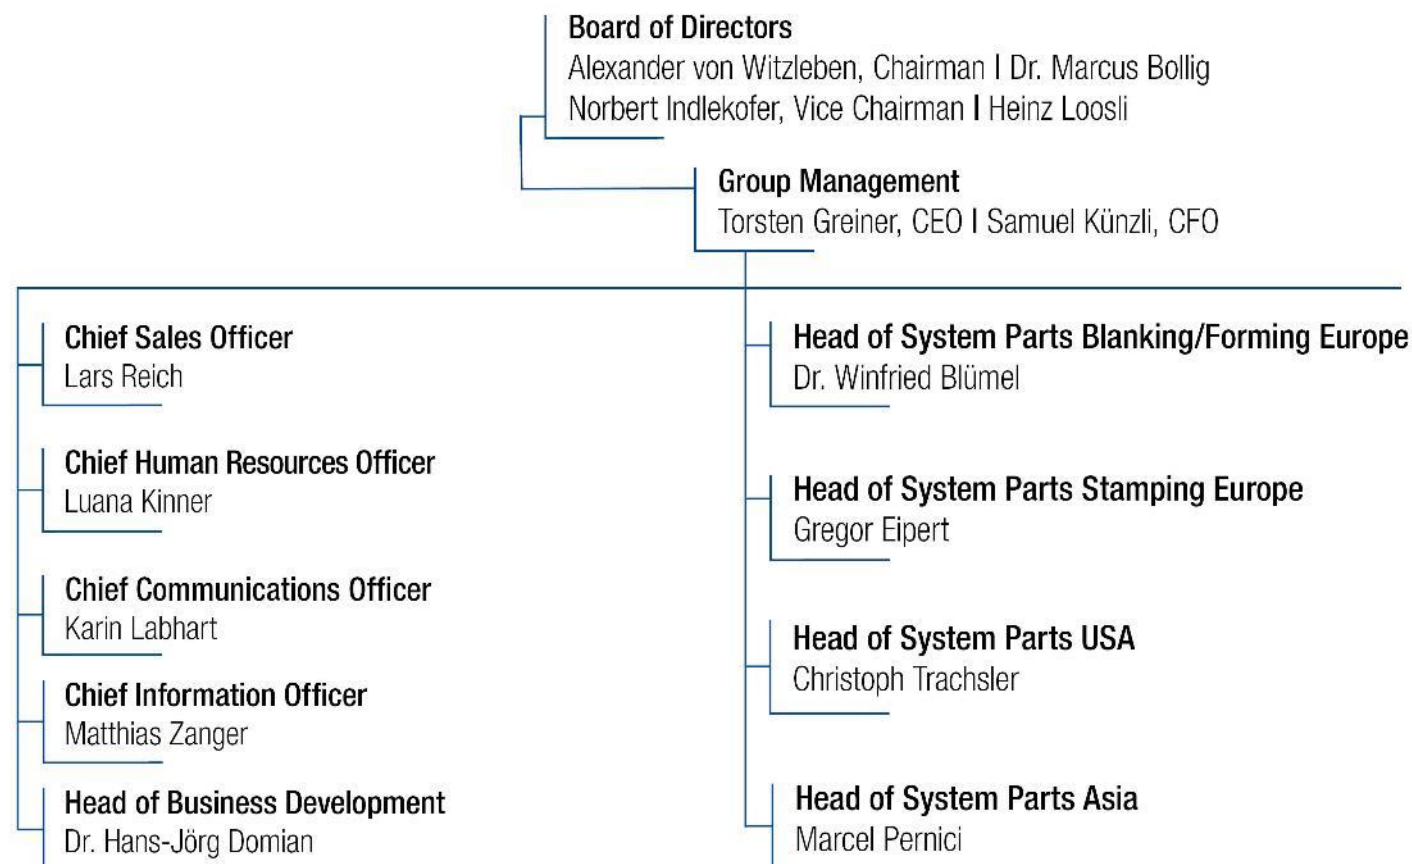 Board of Directors
Alexander von Witzleben, Chairman I Dr. Marcus Bollig
Norbert Indlekofer, Vice Chairman I Heinz Loosli
Group Management
Torsten Greiner, CEO I Samuel Künzli, CFO
Chief Sales Officer
Lars Reich
Chief Human Resources Officer
Luana Kinner
Chief Communications Officer
Karin Labhart
Chief Information Officer
Matthias Zanger
Head of Business Development
Dr. Hans-Jörg Domian
Head of System Parts Blanking/Forming Europe
Dr. Winfried Blümel
Head of System Parts Stamping Europe
Gregor Eipert
Head of System Parts USA
Christoph Trachsler
Head of System Parts Asia
Marcel Pernici